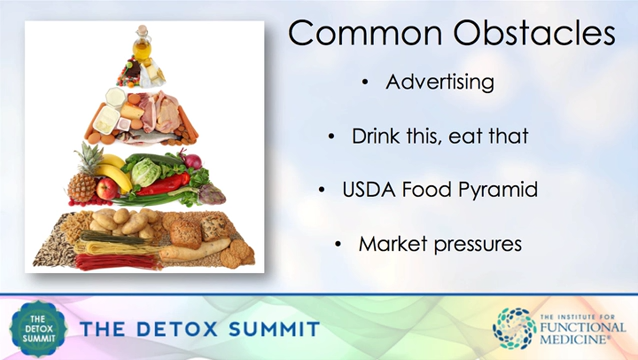 Common Obstacles
• Advertising
• Drink this, eat that
• USDA Food Pyramid
• Market pressures
THE
DETOX
SUMMIT
THE DETOX SUMMIT
THE INSTITUTE FOR
FUNCTIONAL
MEDICINE®